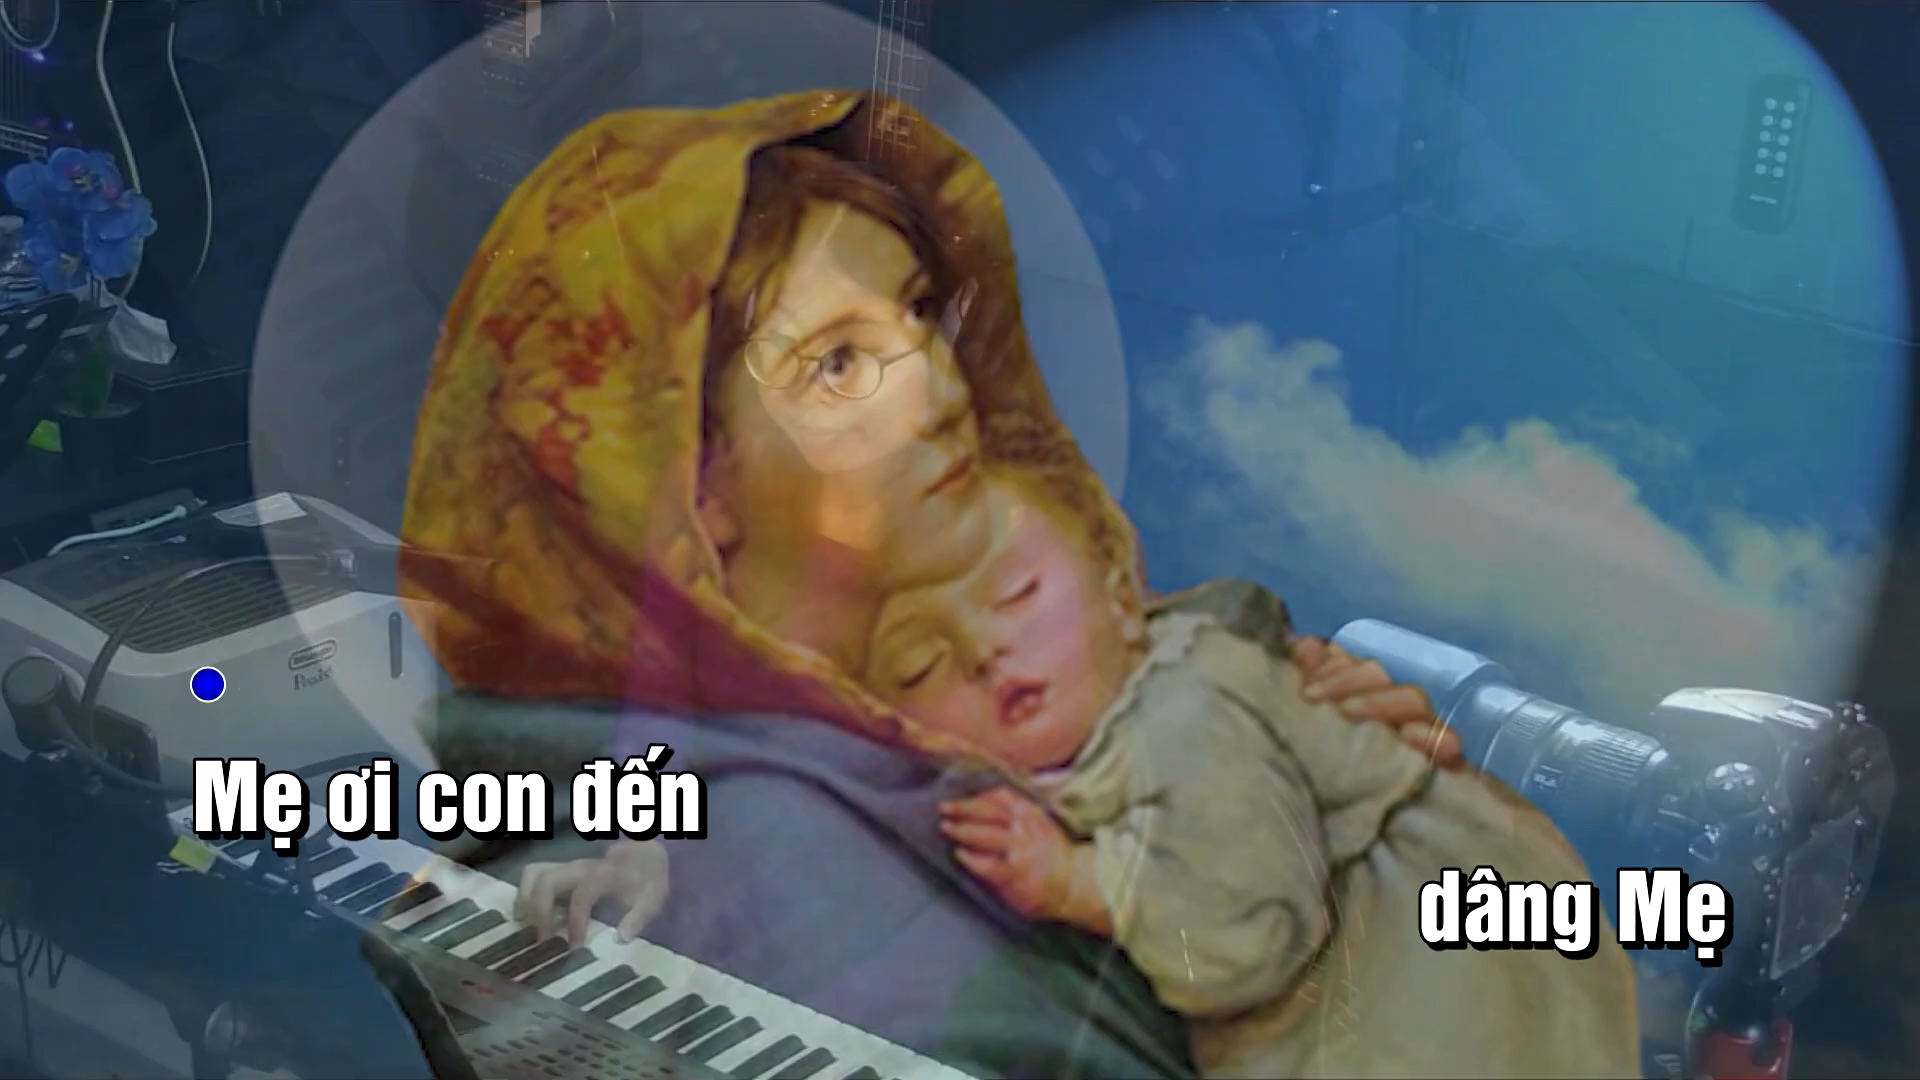 Mẹ ơi con đến
dâng Mẹ